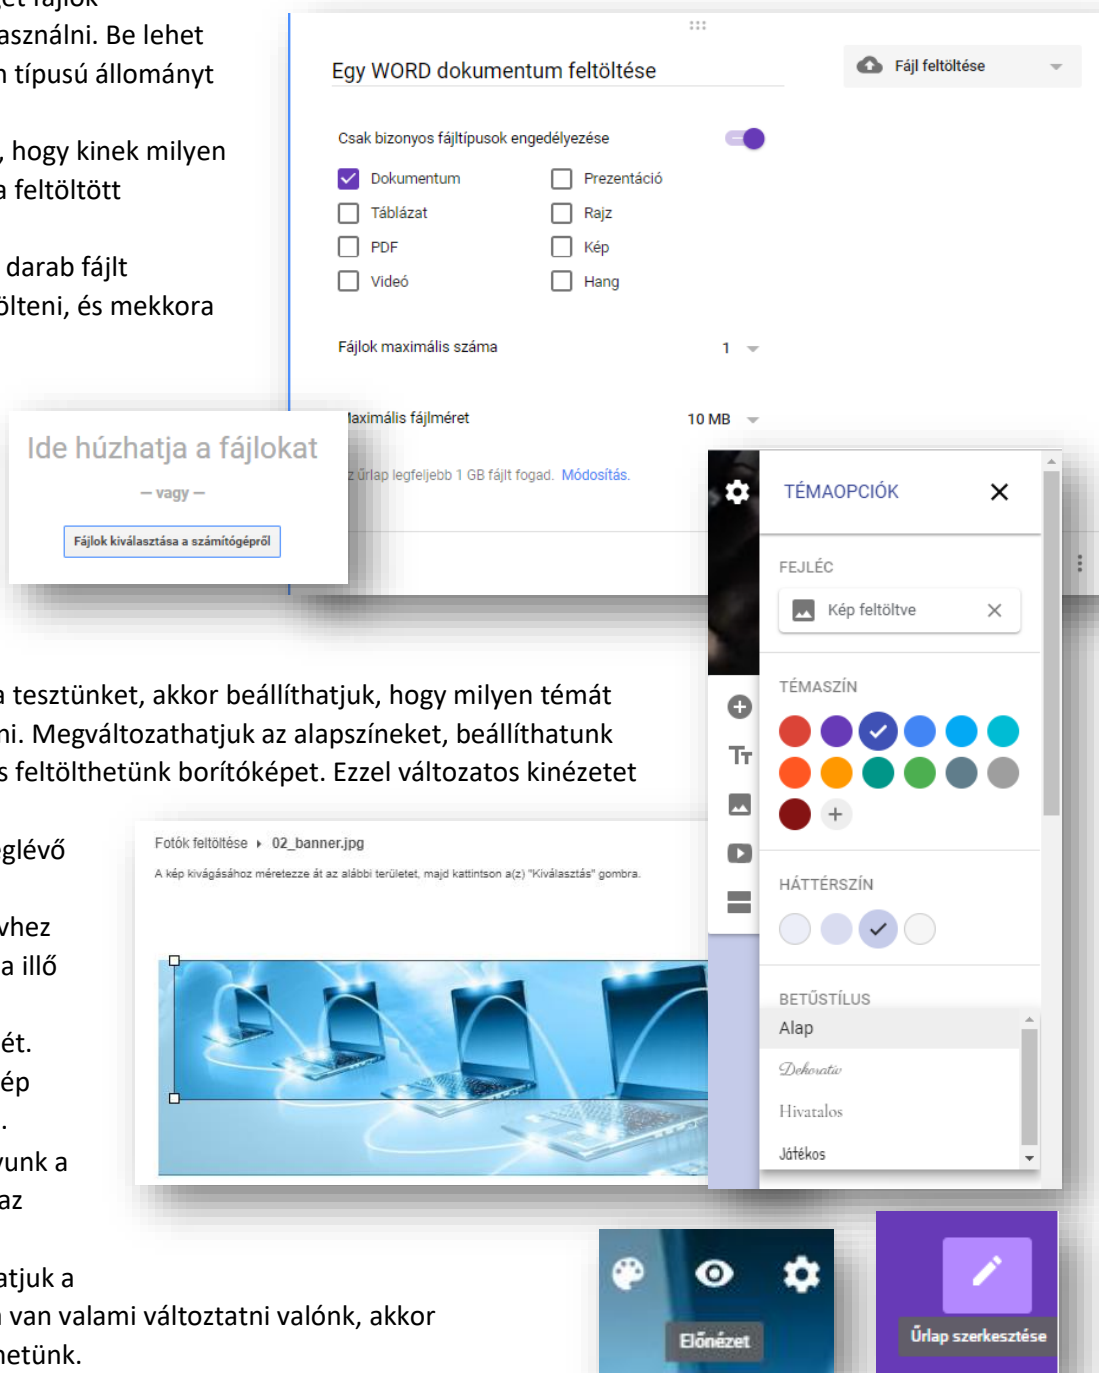 asználni. Be lehet
típusú állományt
, hogy kinek milyen
a feltöltött
darab fájlt
ölteni, és mekkora
Egy WORD dokumentum feltöltése
Fájl feltöltése
Csak bizonyos fájltípusok engedélyezése
Dokumentum
Prezentáció
Táblázat
Rajz
PDF
Kép
Videó
Hang
Fájlok maximális száma
1
aximális fájlméret
10 MB
z űrlap legfeljebb 1 GB fájlt fogad. Módosítás.
Ide húzhatja a fájlokat
— vagy —
Fájlok kiválasztása a számítógépről
a tesztünket, akkor beállíthatjuk, hogy milyen témát
ni. Megváltozathatjuk az alapszíneket, beállíthatunk
s feltölthetünk borítóképet. Ezzel változatos kinézetet
églévő
vhez
a illő
ét.
ép
.
unk a
az
atjuk a
van valami változtatni valónk, akkor
hetünk.
Fotók feltöltése ▸ 02_banner.jpg
A kép kivágásához méretezze át az alábbi területet, majd kattintson a(z) "Kiválasztás" gombra.
TÉMAOPCIÓK
FEJLÉC
Kép feltöltve
TÉMASZÍN
Tт
HÁTTÉRSZÍN
BETŰSTÍLUS
Alap
Dekoratív
Hivatalos
Játékos
Előnézet
Űrlap szerkesztése